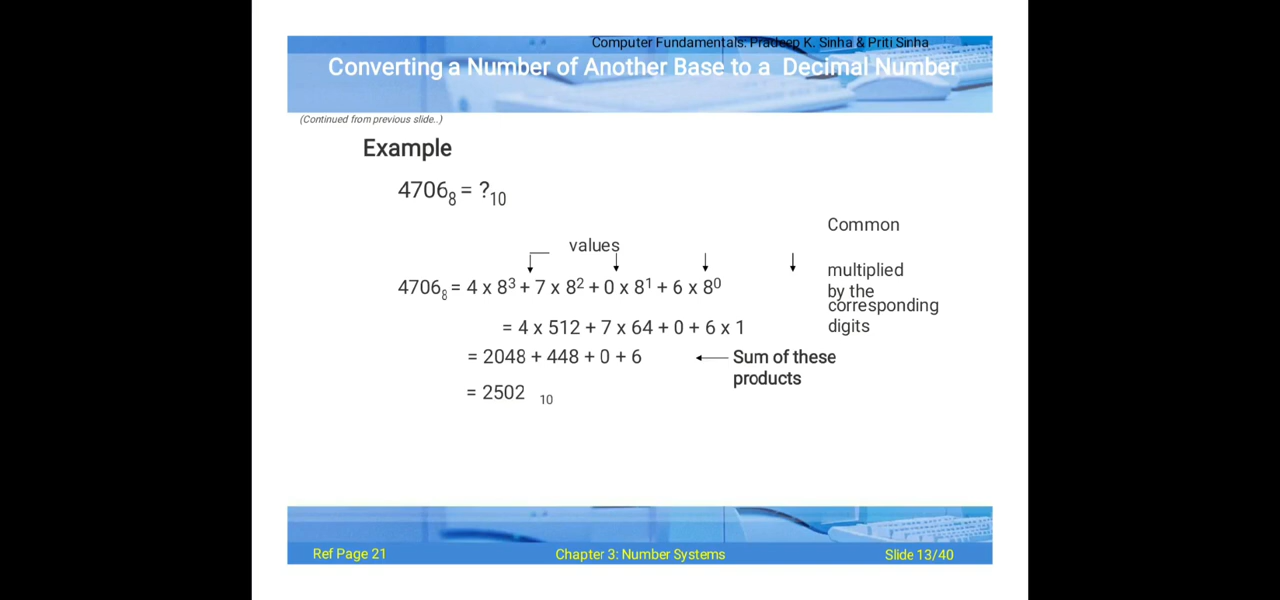 Computer Fundamentals: Pradeep K. Sinha & Priti Sinha
Converting a Number of Another Base to a Decimal Number
(Continued from previous slide..)
Example
4706₈ = ?₁₀
Common
values
multiplied
by the
corresponding
digits
4706₈ = 4 x 8³ + 7 x 8² + 0 x 8¹ + 6 x 8⁰
= 4 x 512 + 7 x 64 + 0 + 6 x 1
= 2048 + 448 + 0 + 6
Sum of these
products
= 2502 ₁₀
Ref Page 21
Chapter 3: Number Systems
Slide 13/40